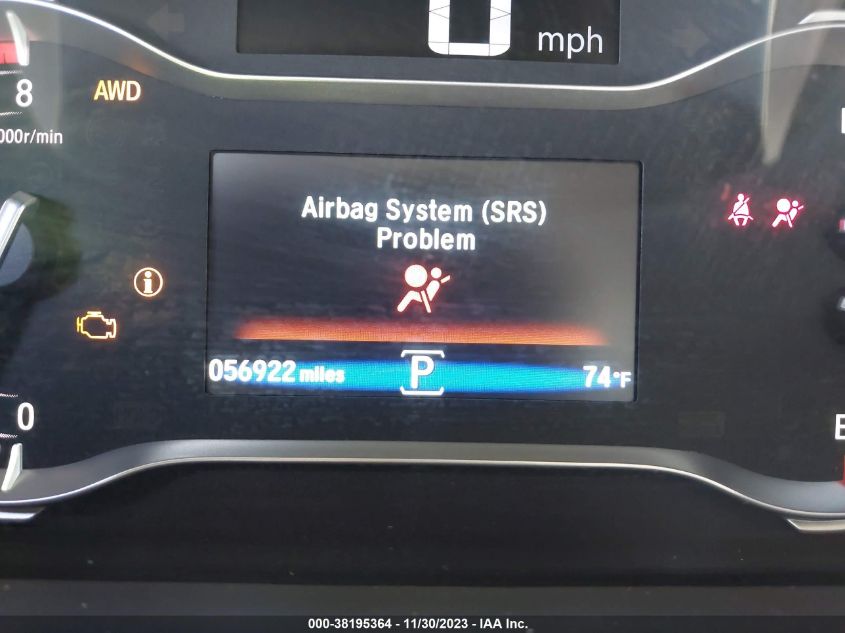 0 mph
8
AWD
000r/min
Airbag System (SRS)
Problem
056922 miles
P
74°F
0
E
000-38195364 - 11/30/2023 - IAA Inc.